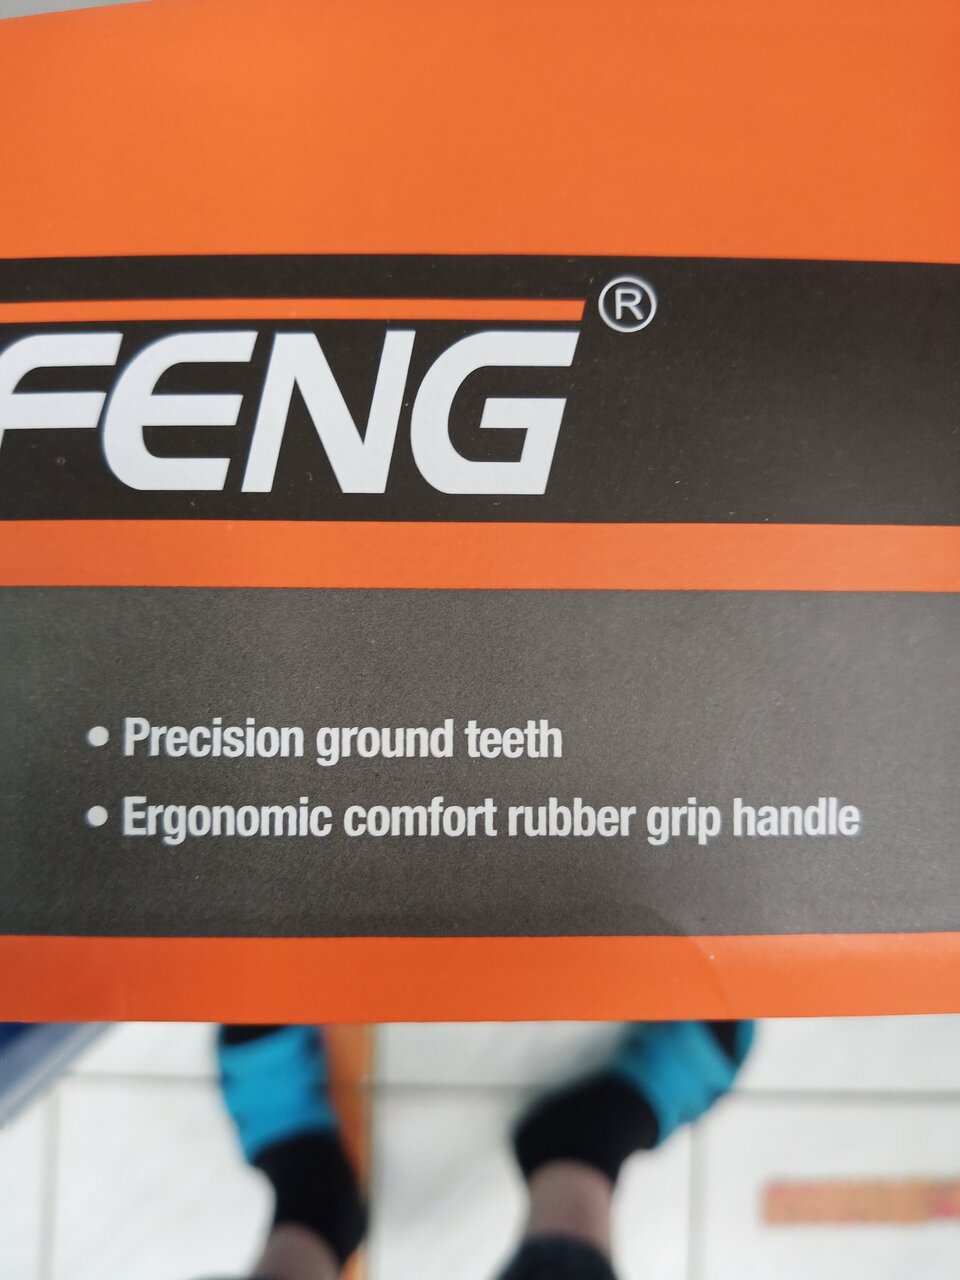 FENG®
• Precision ground teeth
• Ergonomic comfort rubber grip handle